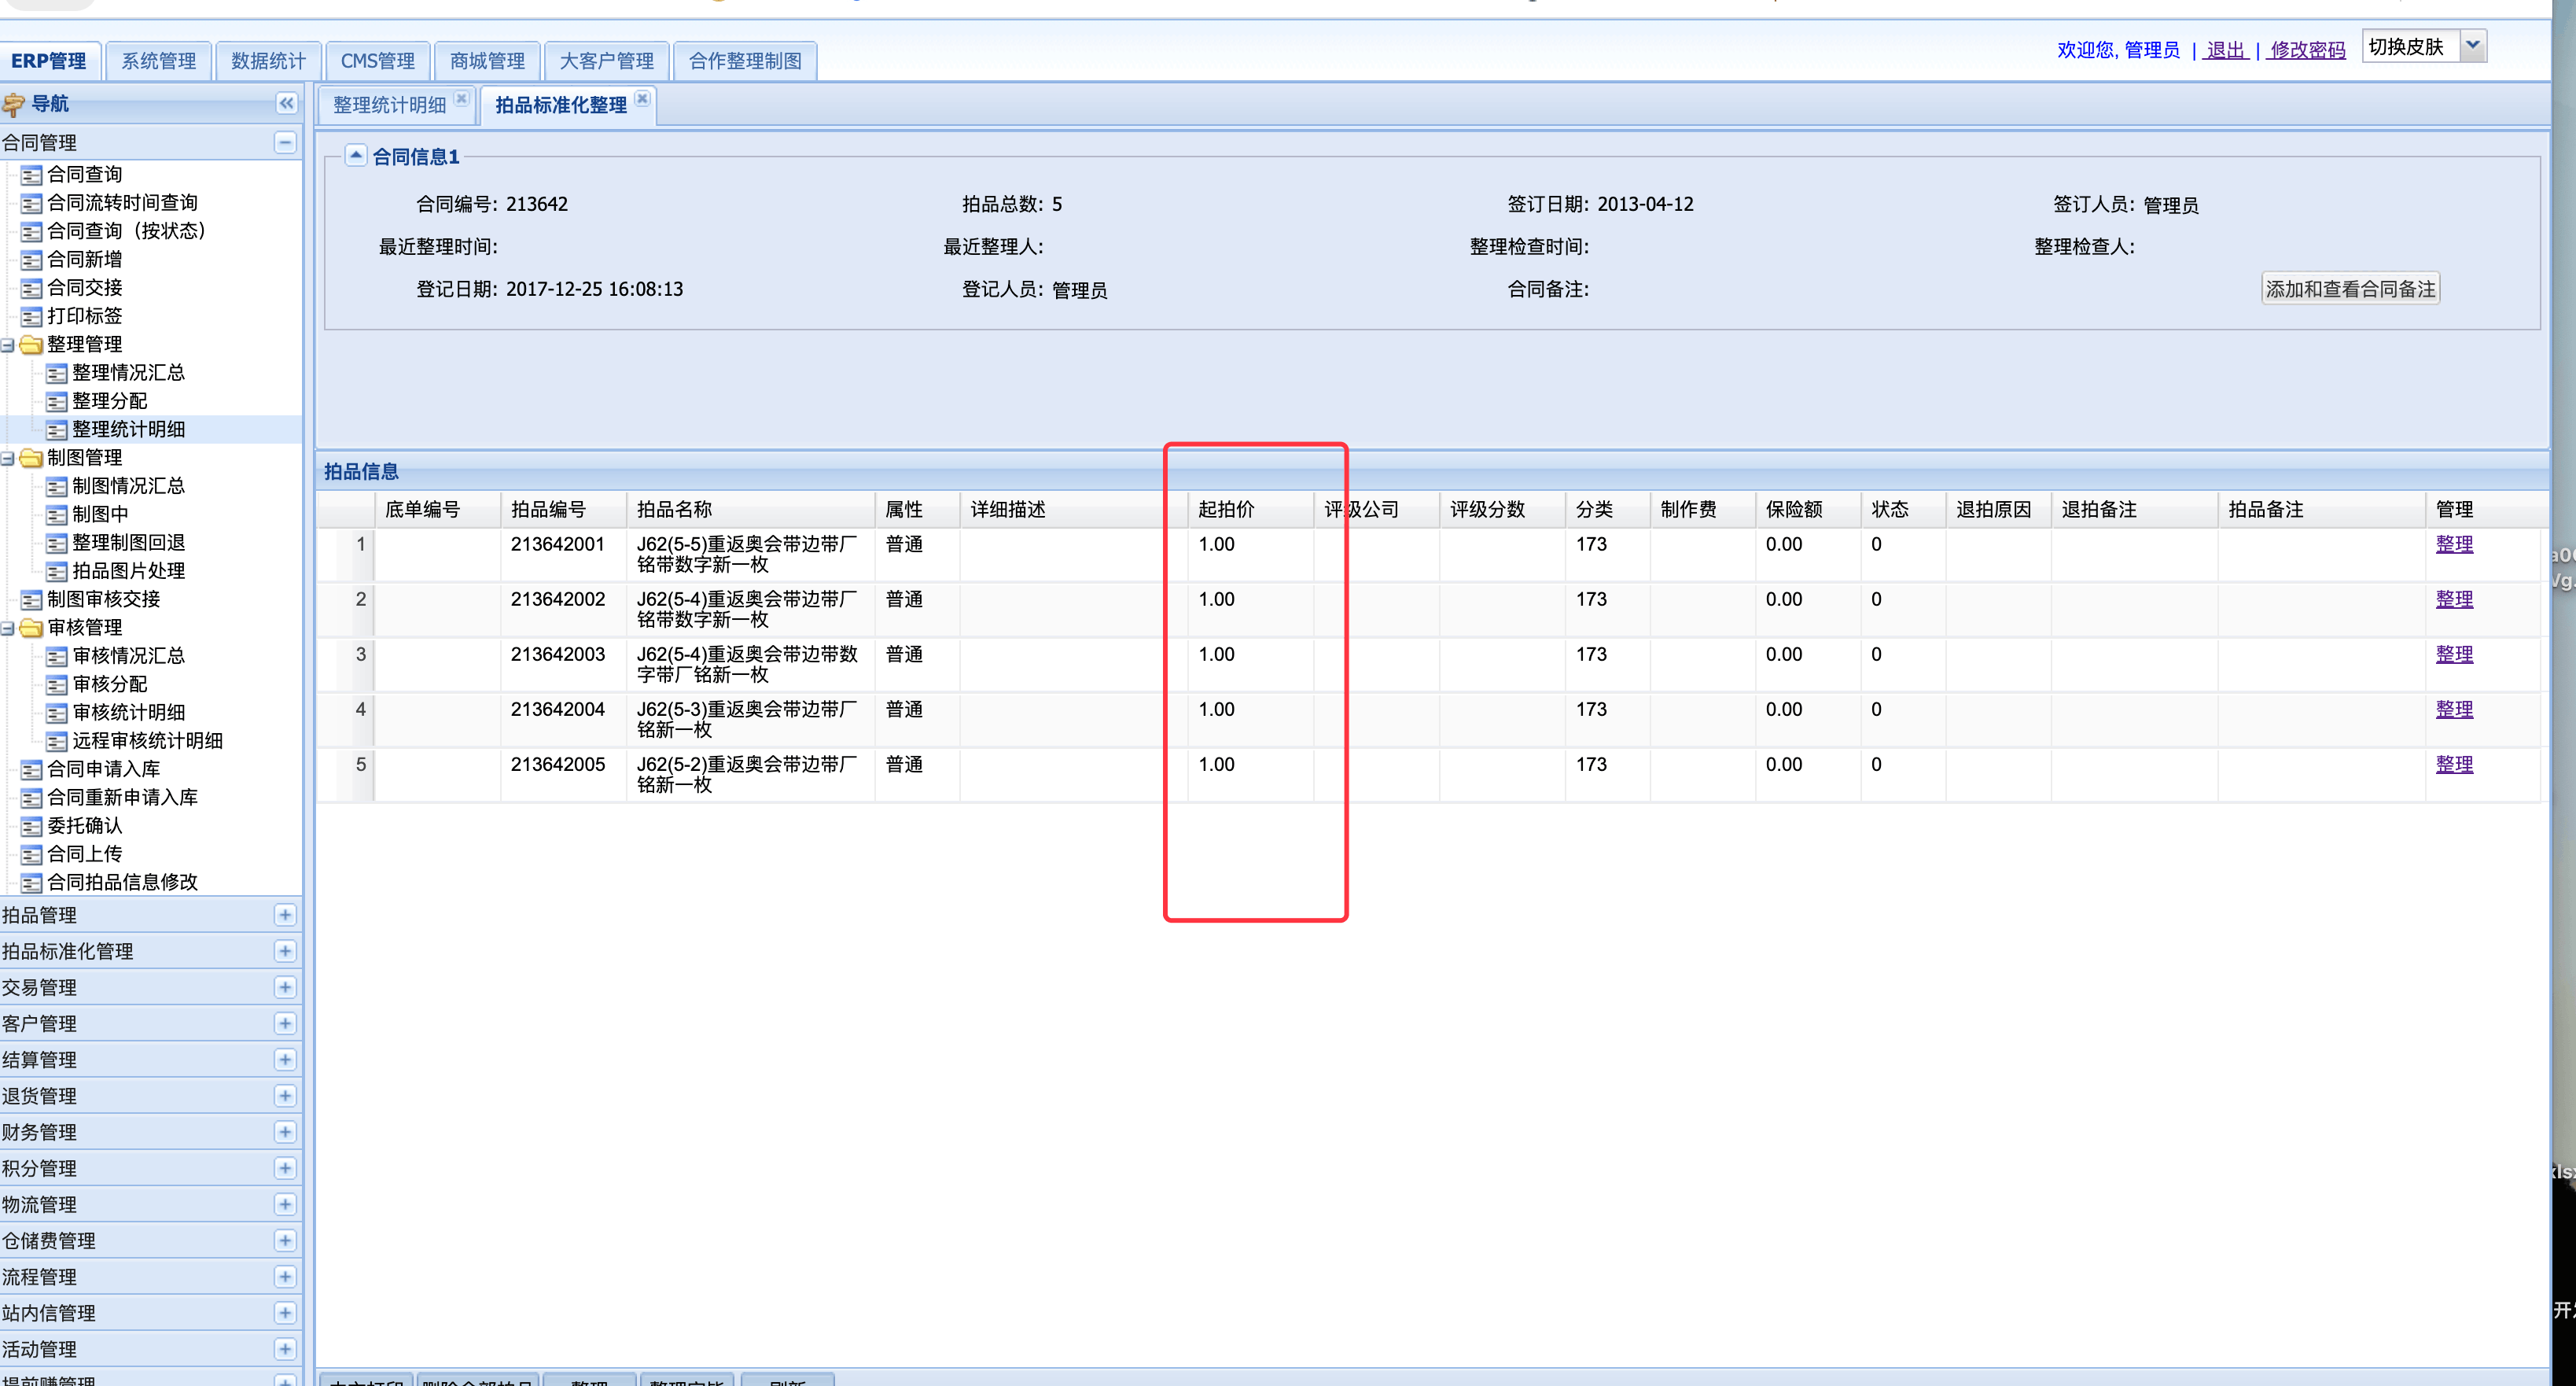 ERP管理 系统管理 数据统计 CMS管理 商城管理 大客户管理 合作整理制图
欢迎您, 管理员 | 退出 | 修改密码 切换皮肤
导航
合同管理
合同查询
合同流转时间查询
合同查询（按状态）
合同新增
合同交接
打印标签
整理管理
整理情况汇总
整理分配
整理统计明细
制图管理
制图情况汇总
制图中
整理制图回退
拍品图片处理
制图审核交接
审核管理
审核情况汇总
审核分配
审核统计明细
远程审核统计明细
合同申请入库
合同重新申请入库
委托确认
合同上传
合同拍品信息修改
拍品管理
拍品标准化管理
交易管理
客户管理
结算管理
退货管理
财务管理
积分管理
物流管理
仓储费管理
流程管理
站内信管理
活动管理
整理统计明细 拍品标准化整理
合同信息1
合同编号: 213642 拍品总数: 5 签订日期: 2013-04-12 签订人员: 管理员
最近整理时间: 最近整理人: 整理检查时间: 整理检查人:
登记日期: 2017-12-25 16:08:13 登记人员: 管理员 合同备注: 添加和查看合同备注
拍品信息
底单编号 拍品编号 拍品名称 属性 详细描述 起拍价 评级公司 评级分数 分类 制作费 保险额 状态 退拍原因 退拍备注 拍品备注 管理
1 213642001 J62(5-5)重返奥会带边带厂 普通 1.00 173 0.00 0 整理
铭带数字新一枚
2 213642002 J62(5-4)重返奥会带边带厂 普通 1.00 173 0.00 0 整理
铭带数字新一枚
3 213642003 J62(5-4)重返奥会带边带数 普通 1.00 173 0.00 0 整理
字带厂铭新一枚
4 213642004 J62(5-3)重返奥会带边带厂 普通 1.00 173 0.00 0 整理
铭新一枚
5 213642005 J62(5-2)重返奥会带边带厂 普通 1.00 173 0.00 0 整理
铭新一枚